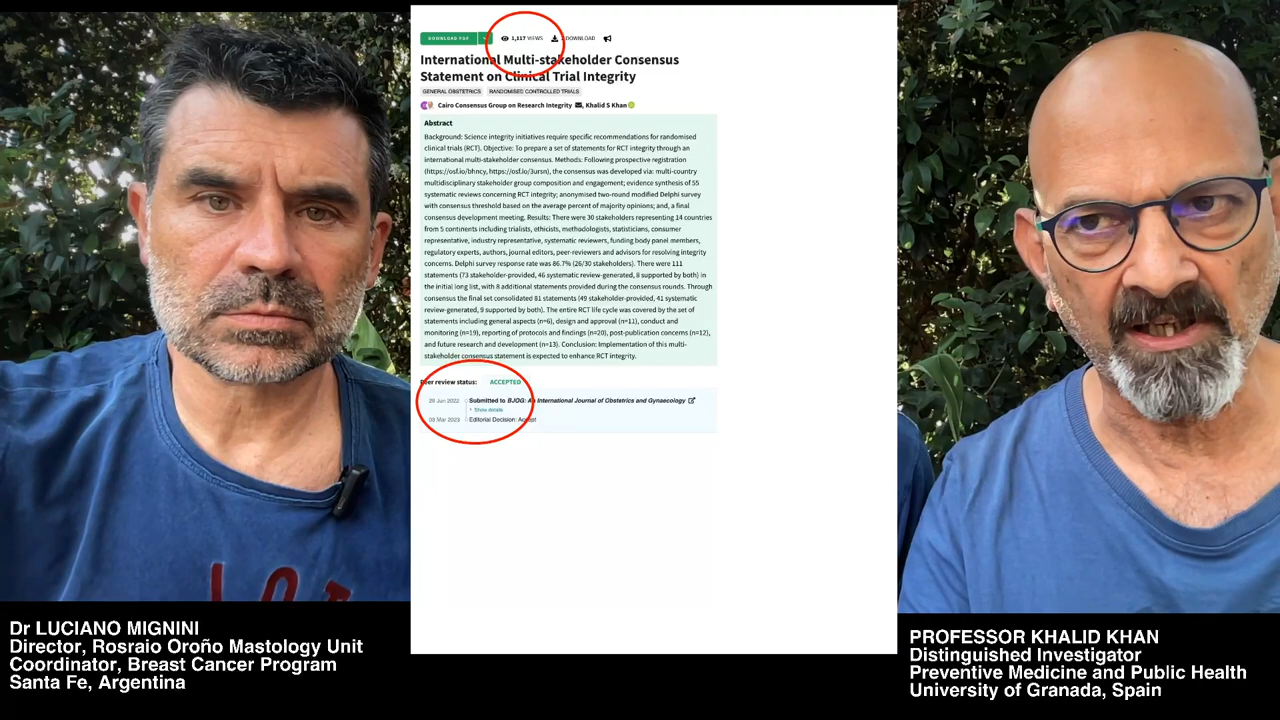 DOWNLOAD PDF
1,117 VIEWS
DOWNLOAD
International Multi-stakeholder Consensus
Statement on Clinical Trial Integrity
GENERAL OBSTETRICS RANDOMISED CONTROLLED TRIALS
Cairo Consensus Group on Research Integrity, Khalid S Khan
Abstract
Background: Science integrity initiatives require specific recommendations for randomised
clinical trials (RCT). Objective: To prepare a set of statements for RCT integrity through an
international multi-stakeholder consensus. Methods: Following prospective registration
(https://osf.io/bhncy, https://osf.io/3ursn), the consensus was developed via: multi-country
multidisciplinary stakeholder group composition and engagement; evidence synthesis of 55
systematic reviews concerning RCT integrity; anonymised two-round modified Delphi survey
with consensus threshold based on the average percent of majority opinions; and, a final
consensus development meeting. Results: There were 30 stakeholders representing 14 countries
from 5 continents including trialists, ethicists, methodologists, statisticians, consumer
representative, industry representative, systematic reviewers, funding body panel members,
regulatory experts, authors, journal editors, peer-reviewers and advisors for resolving integrity
concerns. Delphi survey response rate was 86.7% (26/30 stakeholders). There were 111
statements (73 stakeholder-provided, 46 systematic review-generated, 8 supported by both) in
the initial long list, with 8 additional statements provided during the consensus rounds. Through
consensus the final set consolidated 81 statements (49 stakeholder-provided, 41 systematic
review-generated, 9 supported by both). The entire RCT life cycle was covered by the set of
statements including general aspects (n=6), design and approval (n=11), conduct and
monitoring (n=19), reporting of protocols and findings (n=20), post-publication concerns (n=12),
and future research and development (n=13). Conclusion: Implementation of this multi-
stakeholder consensus statement is expected to enhance RCT integrity.
Peer review status: ACCEPTED
29 Jun 2022 Submitted to BJOG: An International Journal of Obstetrics and Gynaecology
Show details
09 Mar 2023 Editorial Decision: Accept
Dr LUCIANO MIGNINI
Director, Rosraio Oroño Mastology Unit
Coordinator, Breast Cancer Program
Santa Fe, Argentina
PROFESSOR KHALID KHAN
Distinguished Investigator
Preventive Medicine and Public Health
University of Granada, Spain